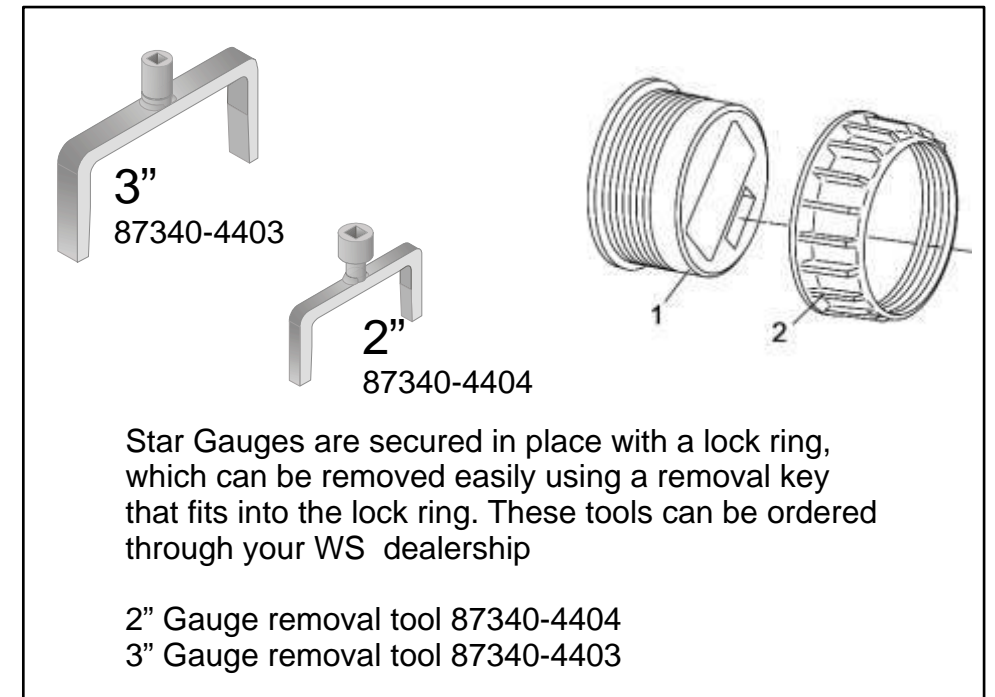 3”
87340-4403
1
2
2”
87340-4404
Star Gauges are secured in place with a lock ring,
which can be removed easily using a removal key
that fits into the lock ring. These tools can be ordered
through your WS  dealership
2” Gauge removal tool 87340-4404
3” Gauge removal tool 87340-4403